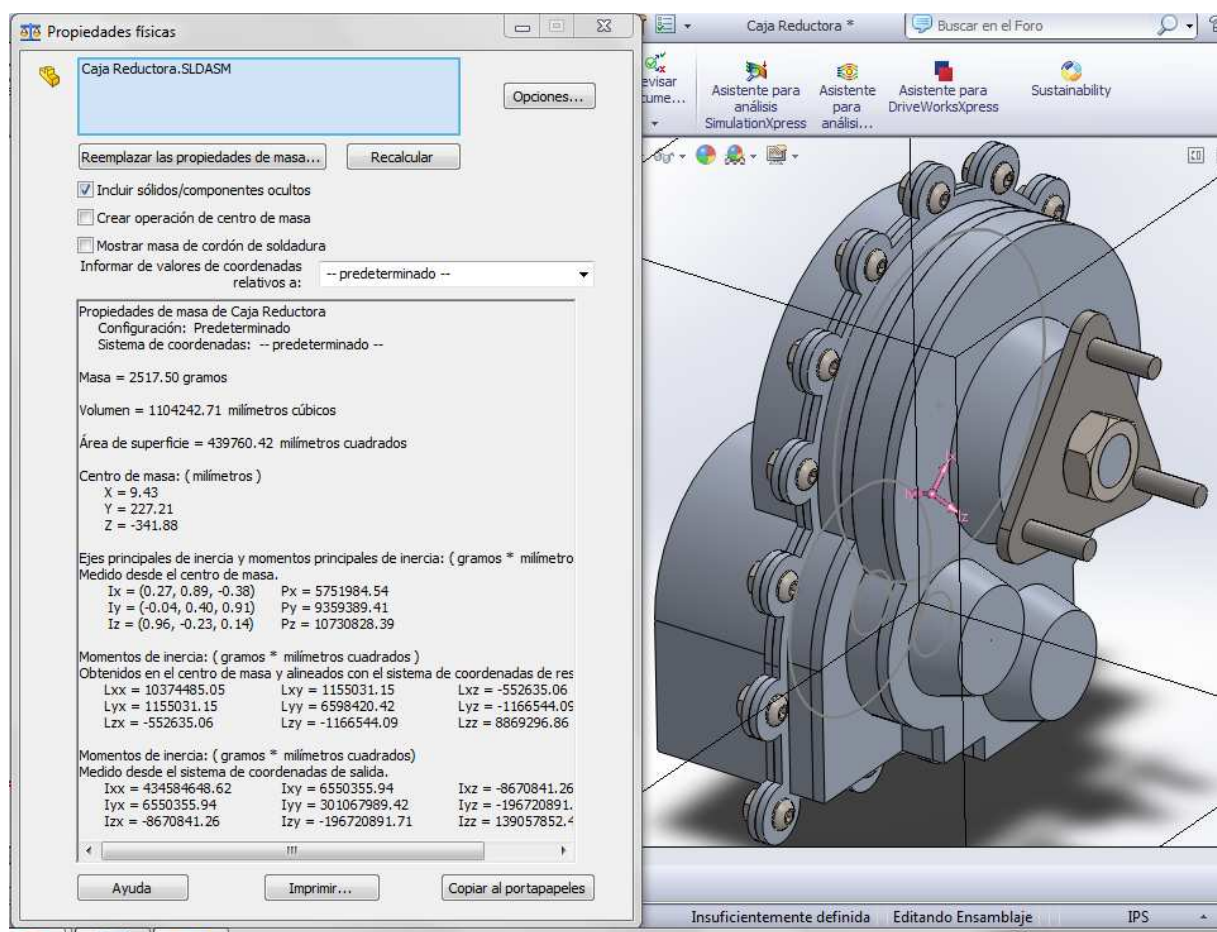 Propiedades físicas
Caja Reductora.SLDASM
Opciones...
Reemplazar las propiedades de masa...
Recalcular
Incluir sólidos/componentes ocultos
Crear operación de centro de masa
Mostrar masa de cordón de soldadura
Informar de valores de coordenadas
relativos a:
-- predeterminado --
Propiedades de masa de Caja Reductora
Configuración: Predeterminado
Sistema de coordenadas: -- predeterminado --
Masa = 2517.50 gramos
Volumen = 1104242.71 milímetros cúbicos
Área de superficie = 439760.42 milímetros cuadrados
Centro de masa: ( milímetros )
X = 9.43
Y = 227.21
Z = -341.88
Ejes principales de inercia y momentos principales de inercia: ( gramos * milímetro
Medido desde el centro de masa.
Ix = (0.27, 0.89, -0.38) Px = 5751984.54
Iy = (-0.04, 0.40, 0.91) Py = 9359389.41
Iz = (0.96, -0.23, 0.14) Pz = 10730828.39
Momentos de inercia: ( gramos * milímetros cuadrados )
Obtenidos en el centro de masa y alineados con el sistema de coordenadas de res
Lxx = 10374485.05 Lxy = 1155031.15 Lxz = -552635.06
Lyx = 1155031.15 Lyy = 6598420.42 Lyz = -1166544.09
Lzx = -552635.06 Lzy = -1166544.09 Lzz = 8869296.86
Momentos de inercia: ( gramos * milímetros cuadrados)
Medido desde el sistema de coordenadas de salida.
Ixx = 434584648.62 Ixy = 6550355.94 Ixz = -8670841.26
Iyx = 6550355.94 Iyy = 301067989.42 Iyz = -196720891.
Izx = -8670841.26 Izy = -196720891.71 Izz = 139057852.4
Ayuda
Imprimir...
Copiar al portapapeles
Caja Reductora *
Buscar en el Foro
evisar
cume...
Asistente para
análisis
SimulationXpress
Asistente
para
análisi...
Asistente para
DriveWorksXpress
Sustainability
Iz
Insuficientemente definida
Editando Ensamblaje
IPS